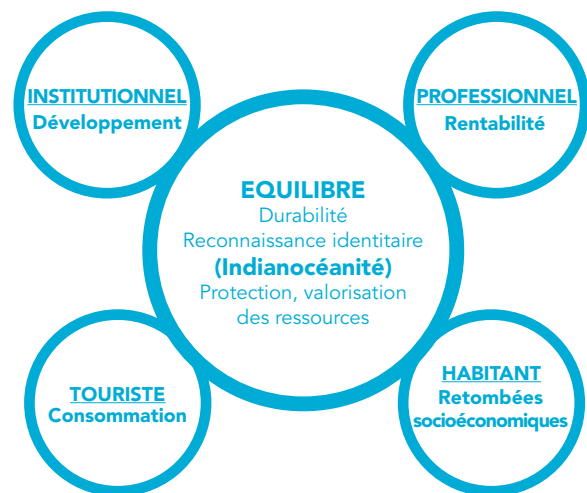 INSTITUTIONNEL
Développement
PROFESSIONNEL
Rentabilité
EQUILIBRE
Durabilité
Reconnaissance identitaire
(Indianocéanité)
Protection, valorisation
des ressources
TOURISTE
Consommation
HABITANT
Retombées
socioéconomiques